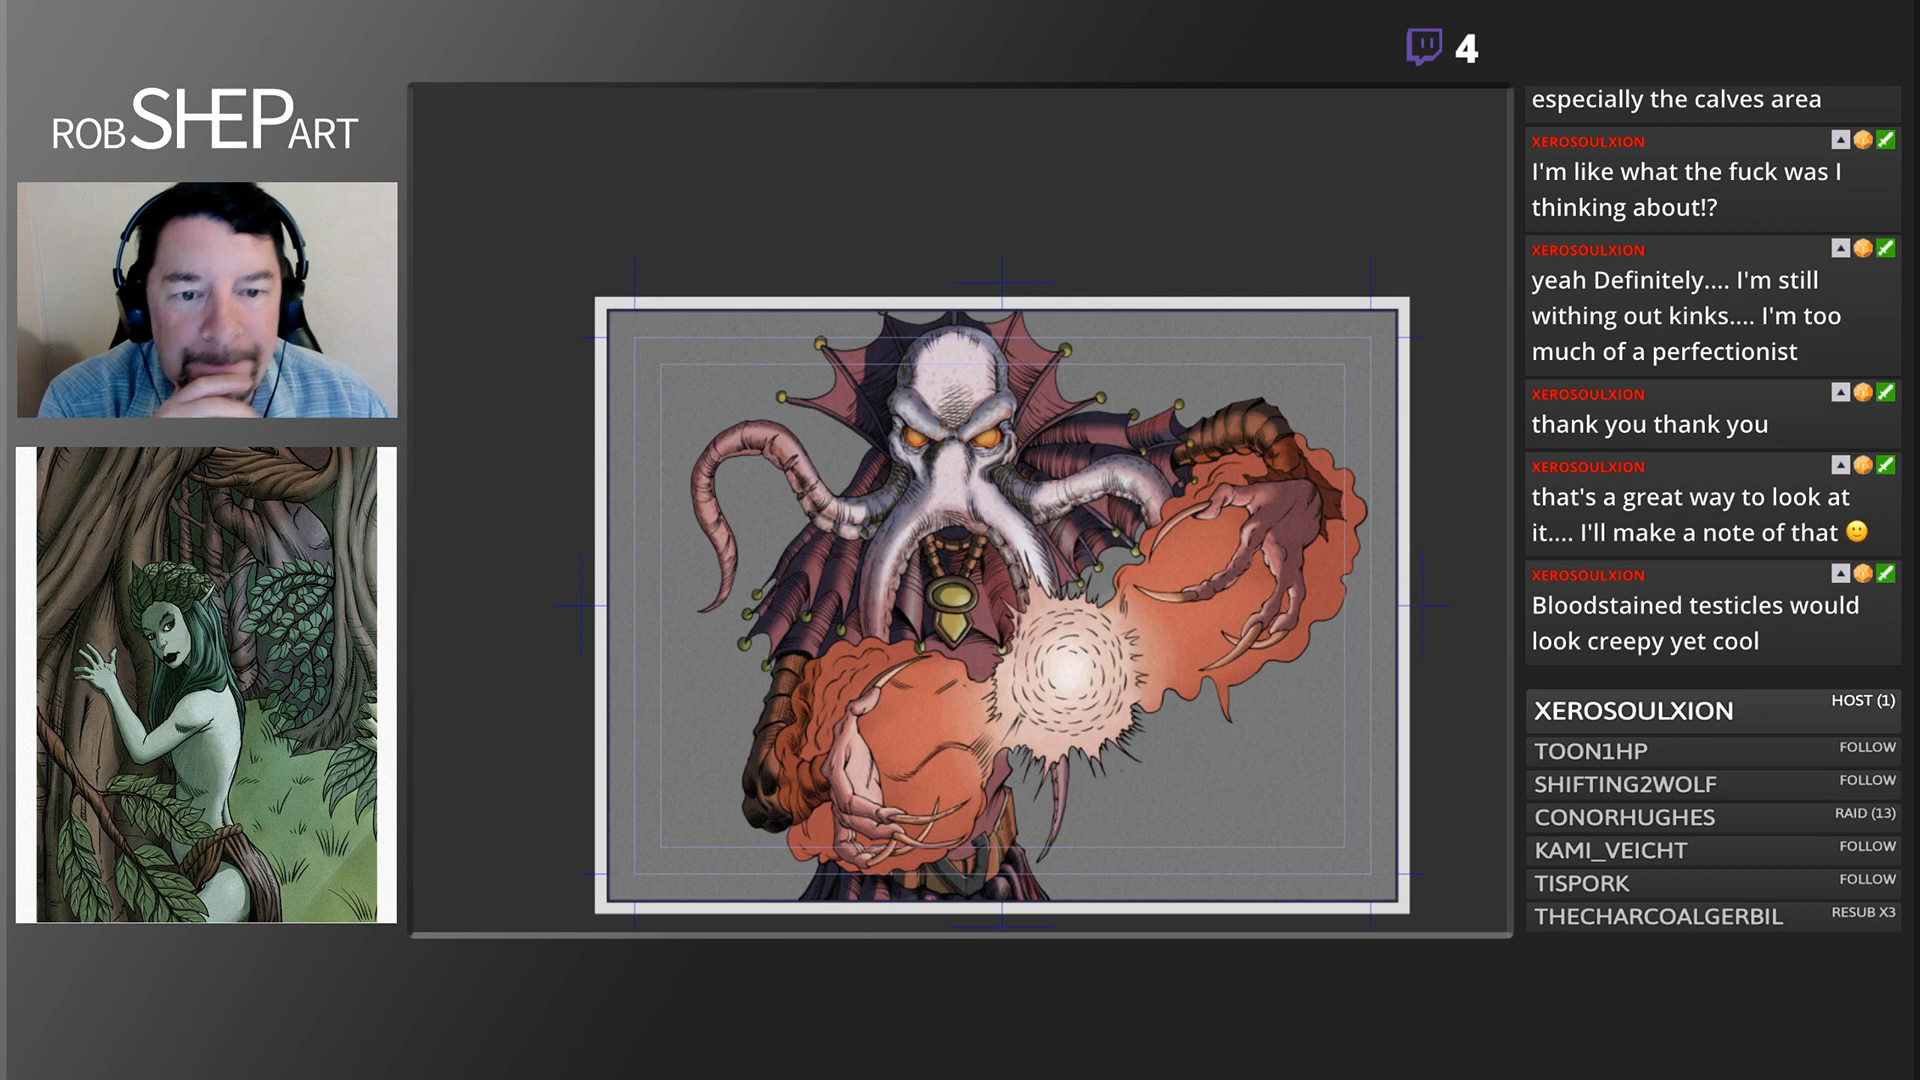 4
ROB SHEP ART
especially the calves area
XEROSOULXION
I'm like what the fuck was I
thinking about!?
XEROSOULXION
yeah Definitely.... I'm still
withing out kinks.... I'm too
much of a perfectionist
XEROSOULXION
thank you thank you
XEROSOULXION
that's a great way to look at
it.... I'll make a note of that 🙂
XEROSOULXION
Bloodstained testicles would
look creepy yet cool
XEROSOULXION HOST (1)
TOON1HP FOLLOW
SHIFTING2WOLF FOLLOW
CONORHUGHES RAID (13)
KAMI_VEICHT FOLLOW
TISPORK FOLLOW
THECHARCOALGERBIL RESUB X3